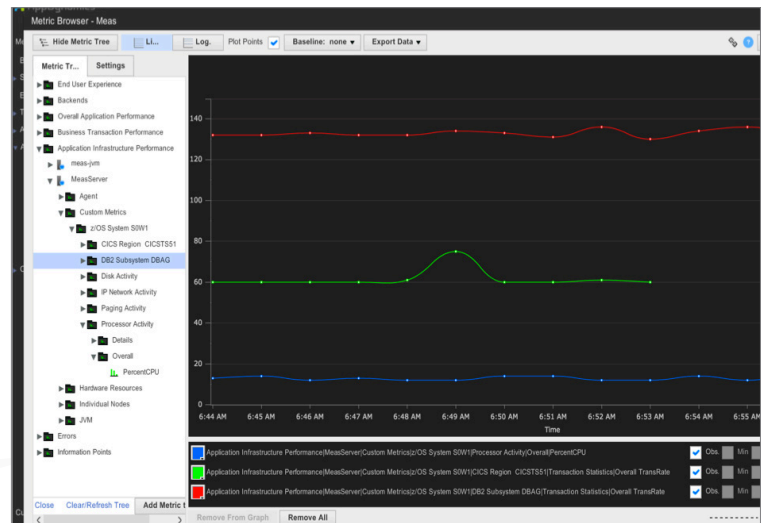 Metric Browser - Meas
Hide Metric Tree
Li...
Log.
Plot Points
Baseline: none
Export Data
Metric Tr...
Settings
End User Experience
Backends
Overall Application Performance
Business Transaction Performance
Application Infrastructure Performance
meas-jvm
MeasServer
Agent
Custom Metrics
z/OS System S0W1
CICS Region CICSTS51
DB2 Subsystem DBAG
Disk Activity
IP Network Activity
Paging Activity
Processor Activity
Details
Overall
PercentCPU
Hardware Resources
Individual Nodes
JVM
Errors
Information Points
Close Clear/Refresh Tree Add Metric t
140
120
100
80
60
40
20
0
6:44 AM 6:45 AM 6:46 AM 6:47 AM 6:48 AM 6:49 AM 6:50 AM 6:51 AM 6:52 AM 6:53 AM 6:54 AM 6:55 AM
Time
Application Infrastructure Performance|MeasServer|Custom Metrics|z/OS System S0W1|Processor Activity|Overall|PercentCPU Obs. Min
Application Infrastructure Performance|MeasServer|Custom Metrics|z/OS System S0W1|CICS Region CICSTS51|Transaction Statistics|Overall TransRate Obs. Min
Application Infrastructure Performance|MeasServer|Custom Metrics|z/OS System S0W1|DB2 Subsystem DBAG|Transaction Statistics|Overall TransRate Obs. Min
Remove From Graph Remove All